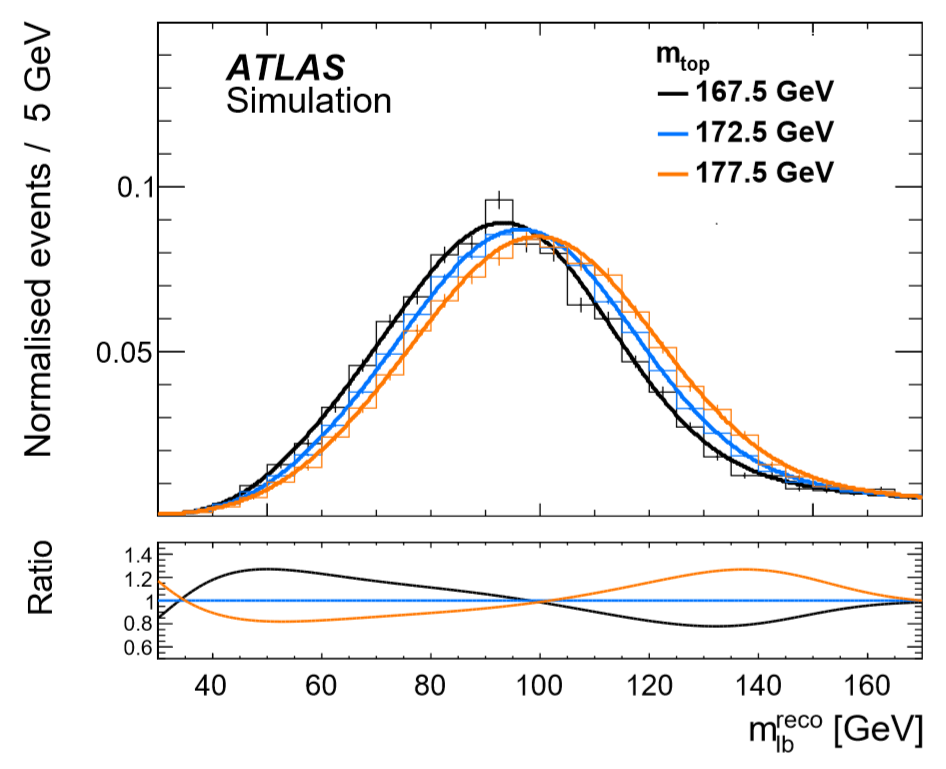 ATLAS
Simulation
m_top
167.5 GeV
172.5 GeV
177.5 GeV
Normalised events / 5 GeV
0.1
0.05
Ratio
1.4
1.2
1
0.8
0.6
40 60 80 100 120 140 160
m_lb^reco [GeV]